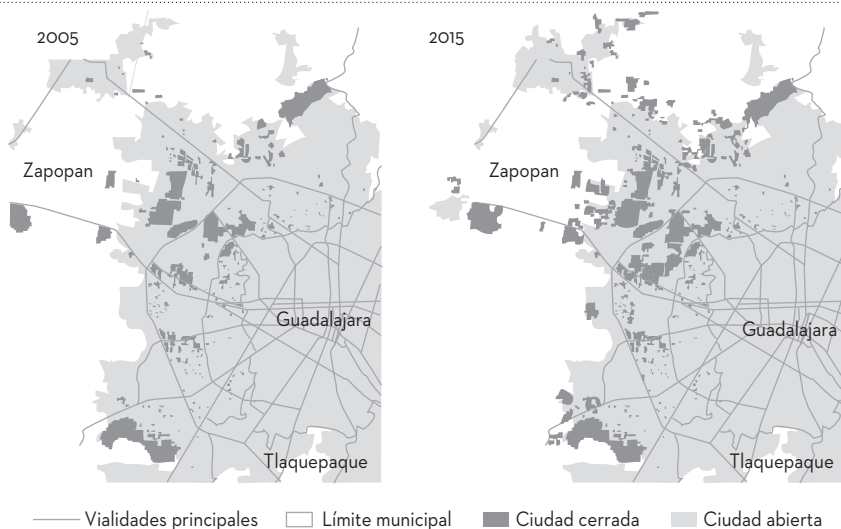 2005
Zapopan
Guadalajara
Tlaquepaque
2015
Zapopan
Guadalajara
Tlaquepaque
Vialidades principales
Límite municipal
Ciudad cerrada
Ciudad abierta